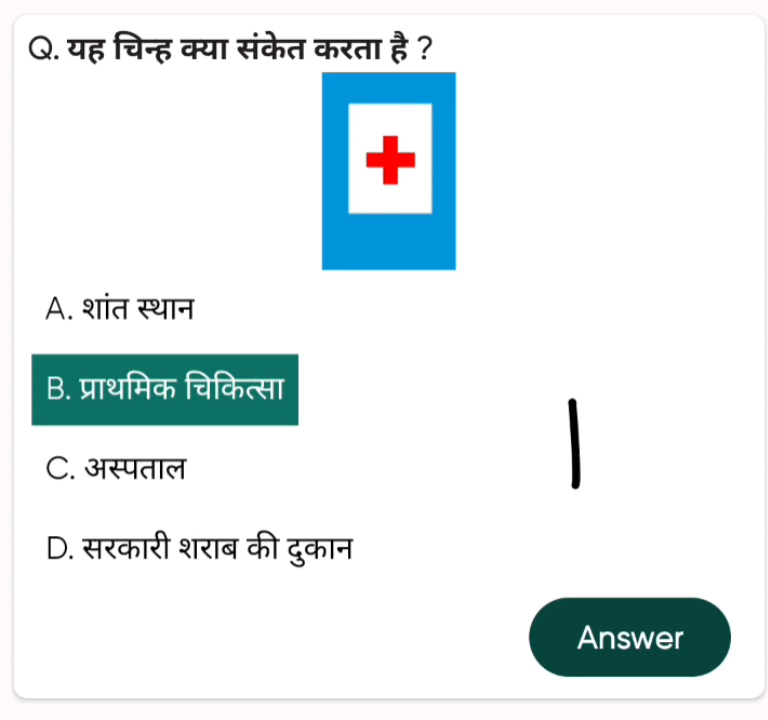 Q. यह चिन्ह क्या संकेत करता है ?
A. शांत स्थान
B. प्राथमिक चिकित्सा
C. अस्पताल
D. सरकारी शराब की दुकान
Answer